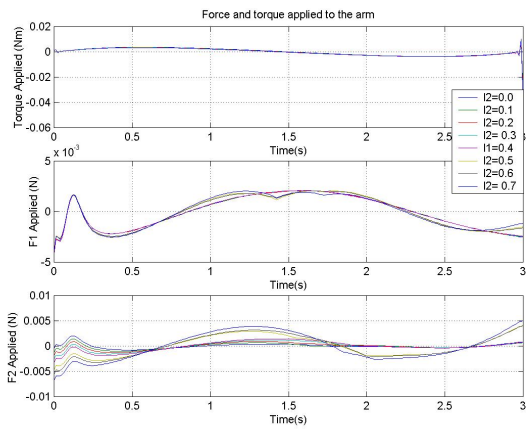 Force and torque applied to the arm
Torque Applied (Nm)
0.02
0
-0.02
-0.04
-0.06
0 0.5 1 1.5 2 2.5 3
Time(s)
l2=0.0
l2=0.1
l2=0.2
l2= 0.3
l1=0.4
l2=0.5
l2= 0.6
l2= 0.7
x 10-3
F1 Applied (N)
5
0
-5
0 0.5 1 1.5 2 2.5 3
Time(s)
F2 Applied (N)
0.01
0.005
0
-0.005
-0.01
0 0.5 1 1.5 2 2.5 3
Time(s)